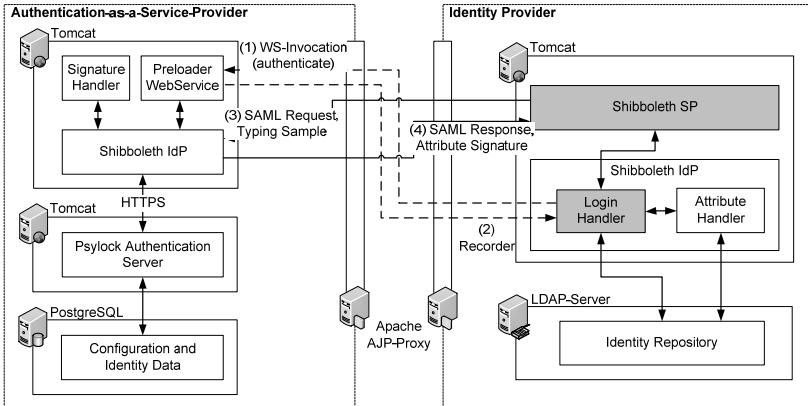 Authentication-as-a-Service-Provider
Tomcat
Signature
Handler
Preloader
WebService
Shibboleth IdP
HTTPS
Tomcat
Psylock Authentication
Server
PostgreSQL
Configuration and
Identity Data
(1) WS-Invocation
(authenticate)
(3) SAML Request,
Typing Sample
(4) SAML Response,
Attribute Signature
(2)
Recorder
Apache
AJP-Proxy
Identity Provider
Tomcat
Shibboleth SP
Shibboleth IdP
Login
Handler
Attribute
Handler
LDAP-Server
Identity Repository